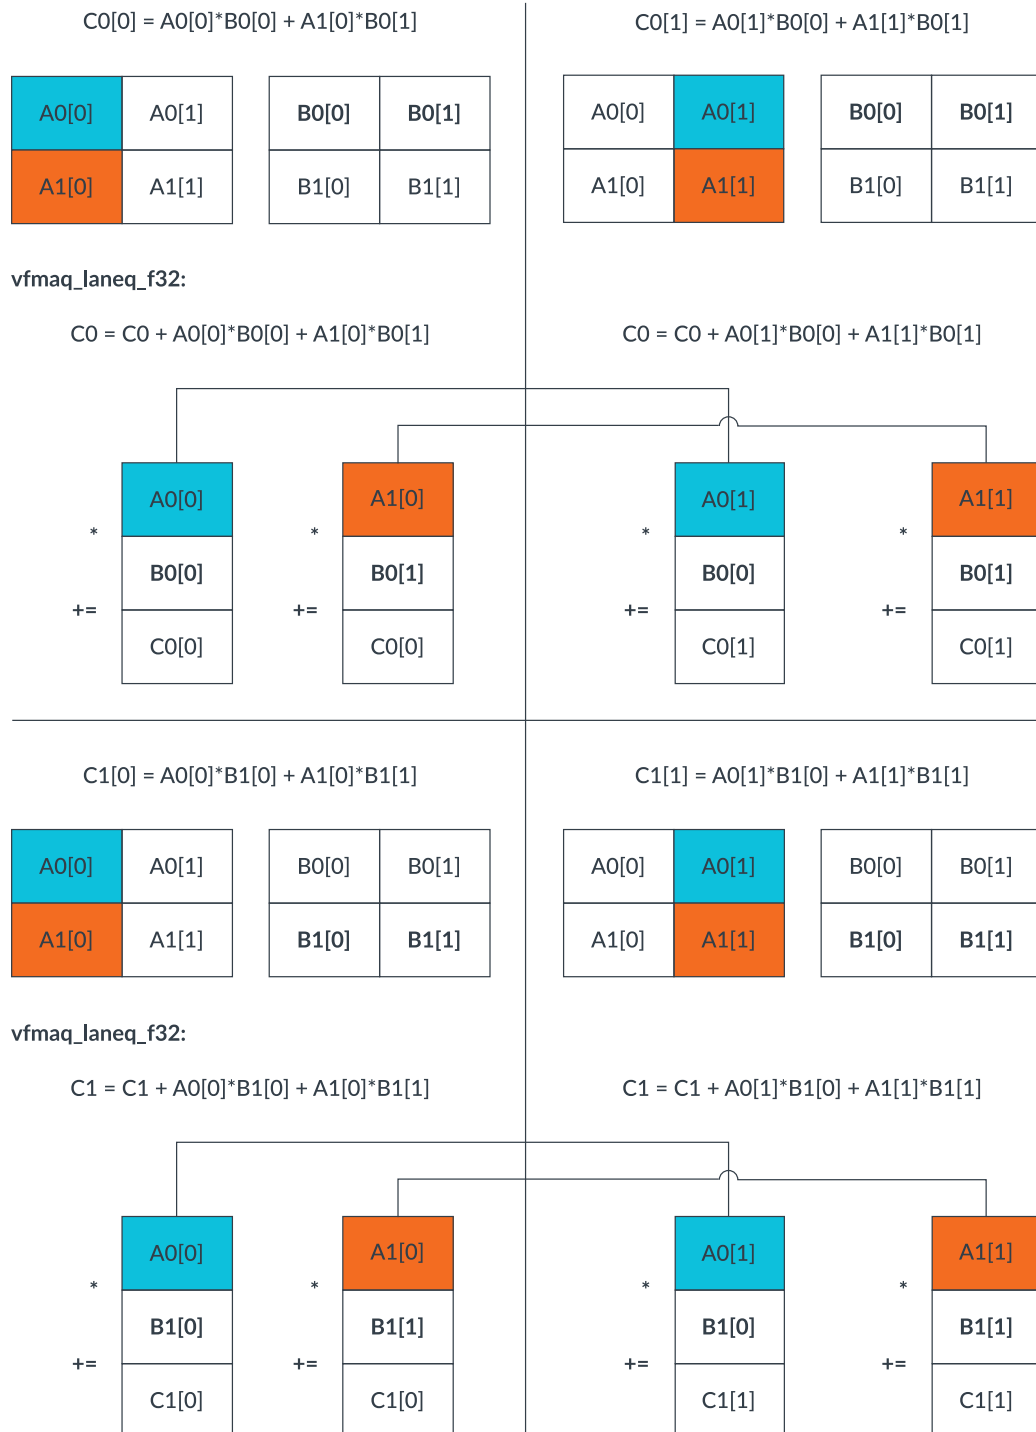 C0[0] = A0[0]*B0[0] + A1[0]*B0[1]
A0[0] A0[1] B0[0] B0[1]
A1[0] A1[1] B1[0] B1[1]
vfmaq_laneq_f32:
C0 = C0 + A0[0]*B0[0] + A1[0]*B0[1]
A0[0] A1[0]
* *
B0[0] B0[1]
+= +=
C0[0] C0[0]
C0[1] = A0[1]*B0[0] + A1[1]*B0[1]
A0[0] A0[1] B0[0] B0[1]
A1[0] A1[1] B1[0] B1[1]
C0 = C0 + A0[1]*B0[0] + A1[1]*B0[1]
A0[1] A1[1]
* *
B0[0] B0[1]
+= +=
C0[1] C0[1]
C1[0] = A0[0]*B1[0] + A1[0]*B1[1]
A0[0] A0[1] B0[0] B0[1]
A1[0] A1[1] B1[0] B1[1]
vfmaq_laneq_f32:
C1 = C1 + A0[0]*B1[0] + A1[0]*B1[1]
A0[0] A1[0]
* *
B1[0] B1[1]
+= +=
C1[0] C1[0]
C1[1] = A0[1]*B1[0] + A1[1]*B1[1]
A0[0] A0[1] B0[0] B0[1]
A1[0] A1[1] B1[0] B1[1]
C1 = C1 + A0[1]*B1[0] + A1[1]*B1[1]
A0[1] A1[1]
* *
B1[0] B1[1]
+= +=
C1[1] C1[1]